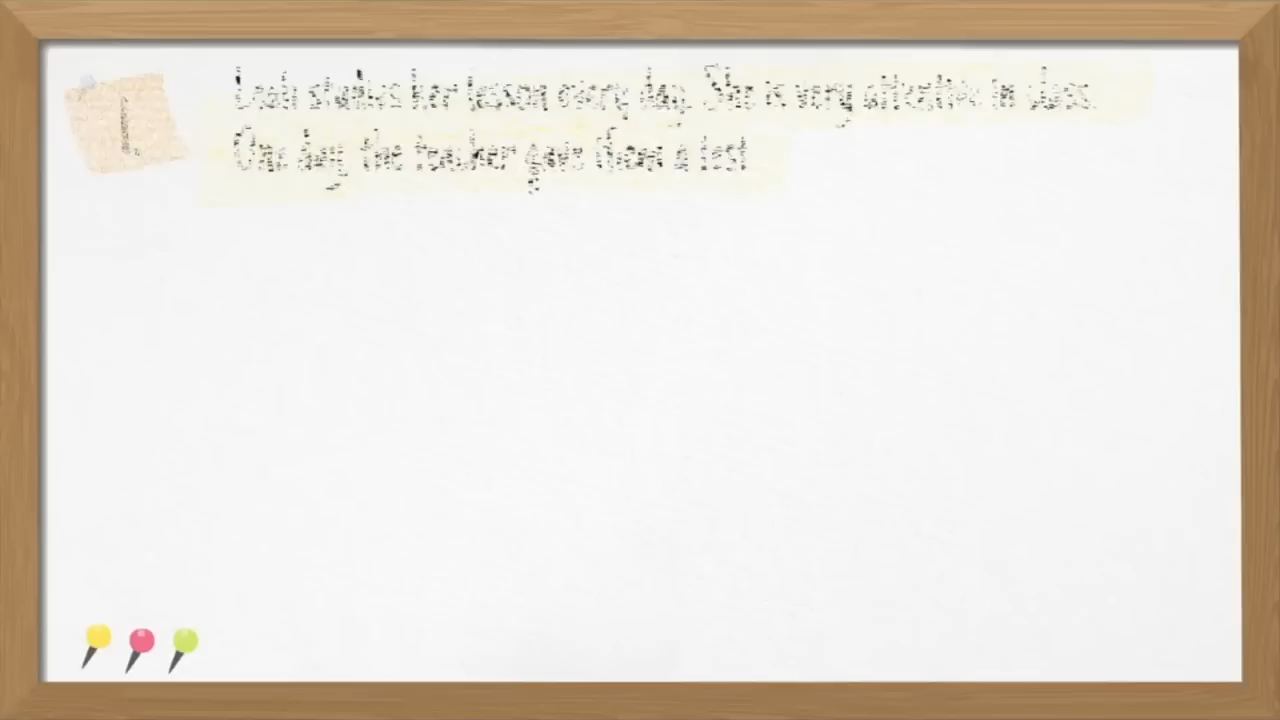 1.
Leah studies her lesson every day. She is very attentive in class.
One day, the teacher gave them a test